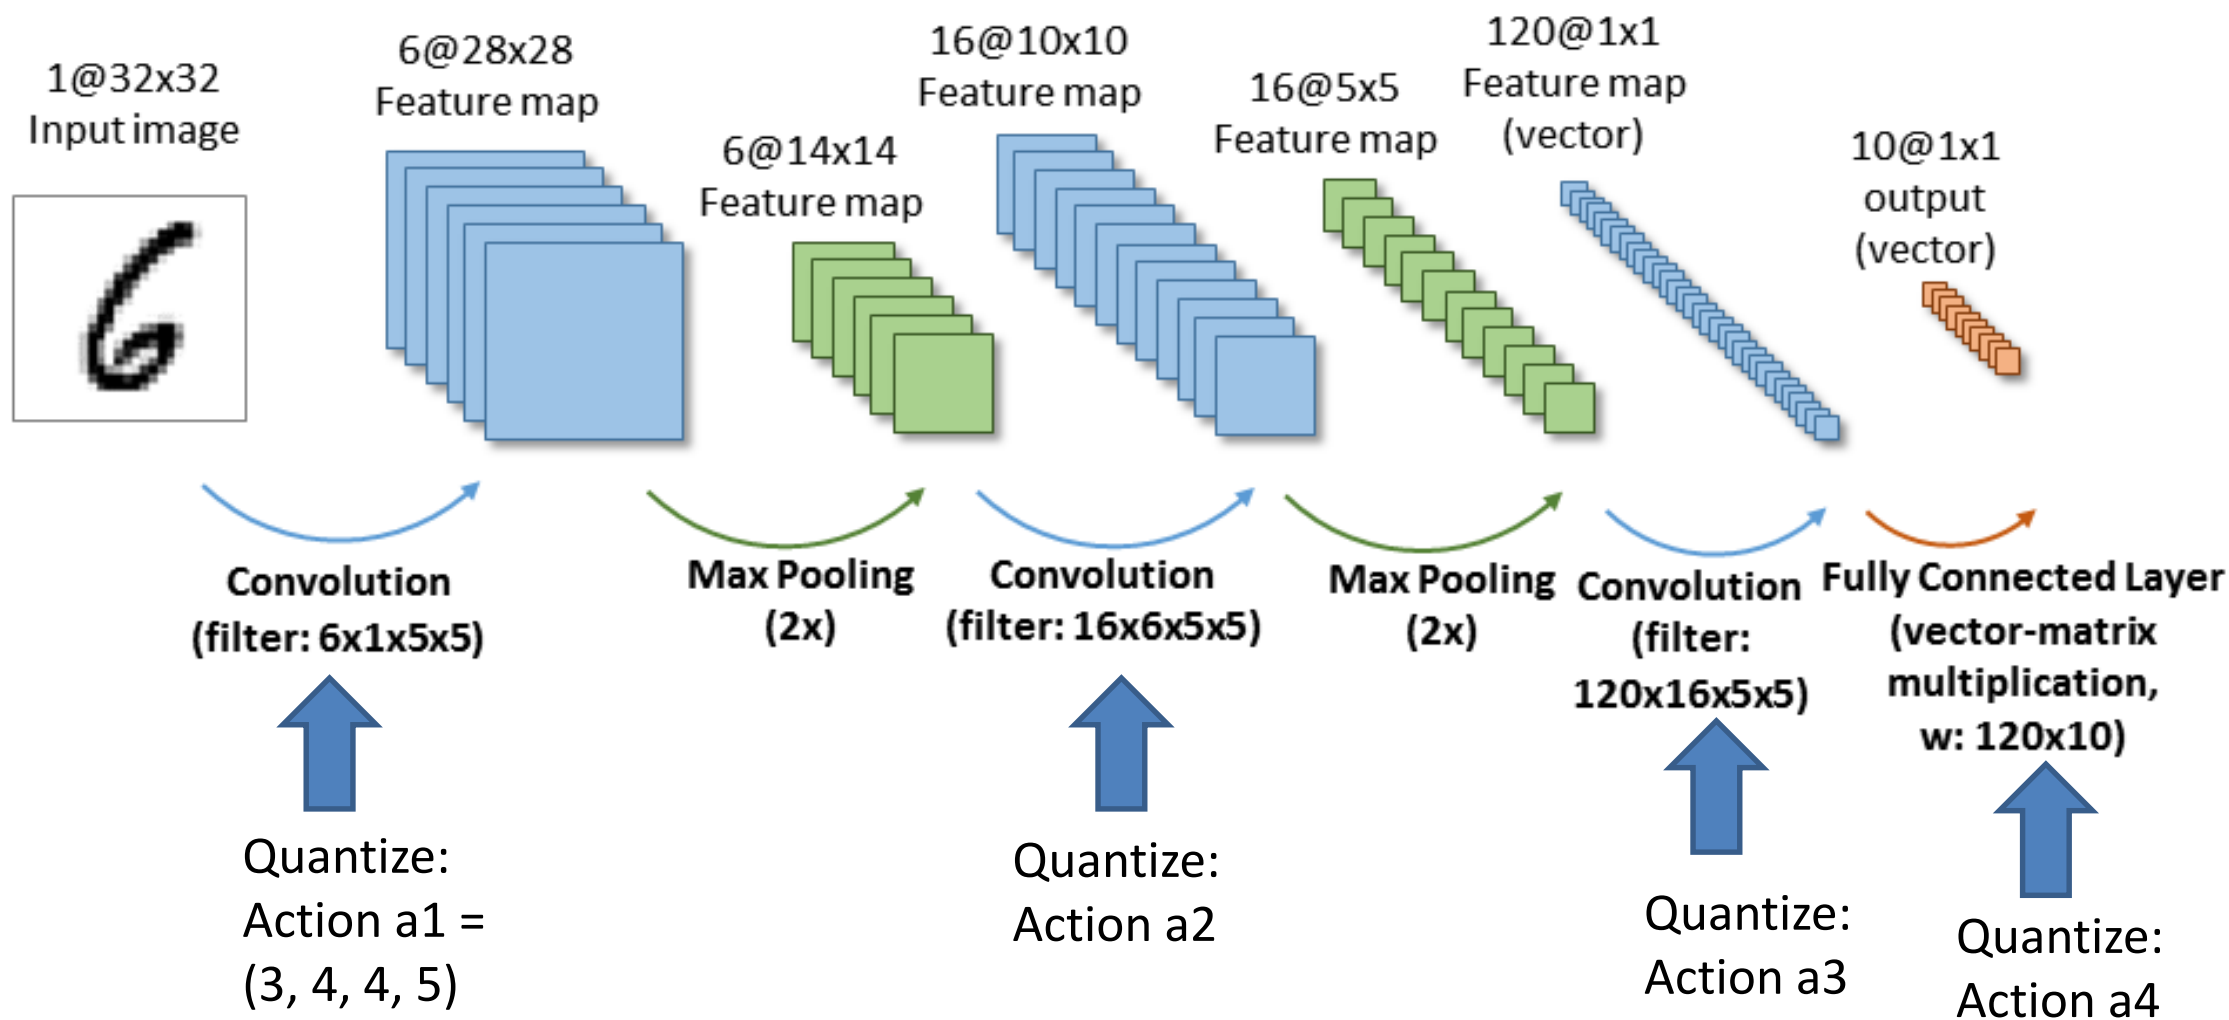 1@32x32
Input image
6@28x28
Feature map
6@14x14
Feature map
16@10x10
Feature map
16@5x5
Feature map
120@1x1
Feature map
(vector)
10@1x1
output
(vector)
Convolution
(filter: 6x1x5x5)
Max Pooling
(2x)
Convolution
(filter: 16x6x5x5)
Max Pooling
(2x)
Convolution
(filter:
120x16x5x5)
Fully Connected Layer
(vector-matrix
multiplication,
w: 120x10)
Quantize:
Action a1 =
(3, 4, 4, 5)
Quantize:
Action a2
Quantize:
Action a3
Quantize:
Action a4
6